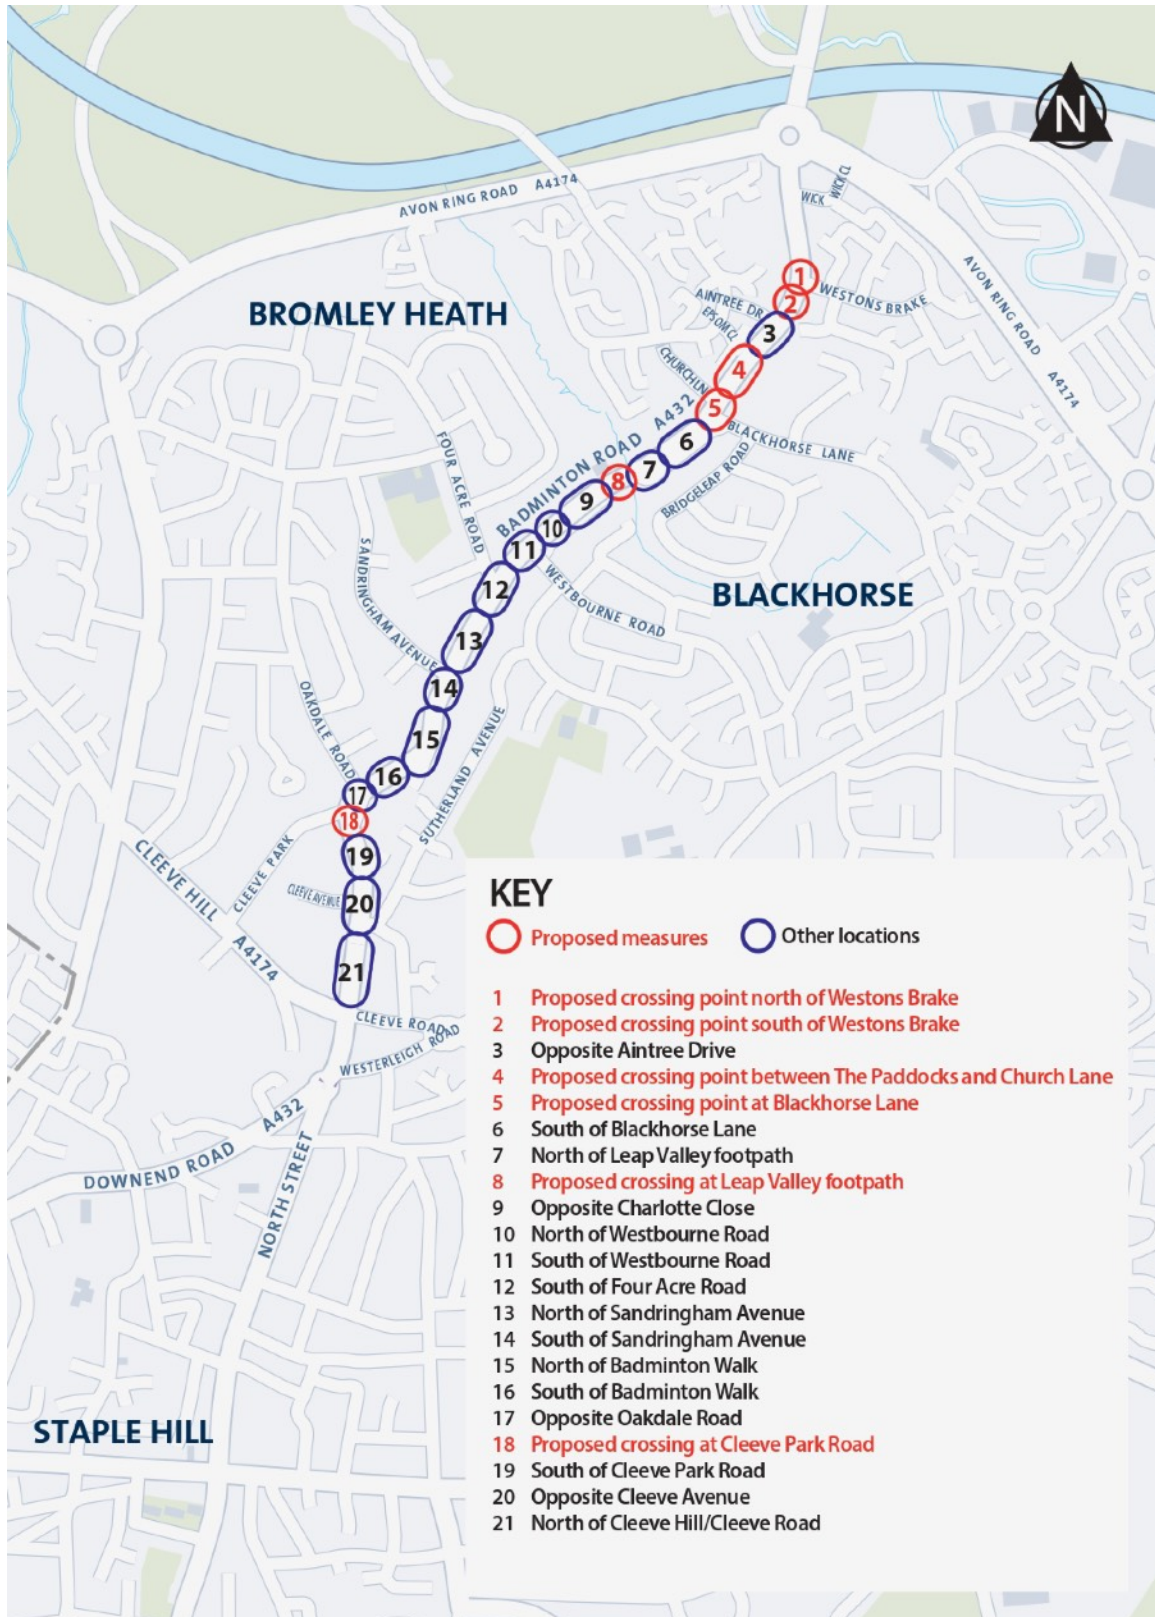 N
AVON RING ROAD A4174
WICK
WICK CL
AVON RING ROAD
A4174
BROMLEY HEATH
1
WESTONS BRAKE
2
AINTREE DR
EPSOM CL
3
CHURCH LN
4
5
BADMINTON ROAD A432
BLACKHORSE LANE
6
7
8
BRIDGELEAP ROAD
9
FOUR ACRE ROAD
10
11
SANDRINGHAM AVENUE
12
WESTBOURNE ROAD
BLACKHORSE
13
14
OAKDALE ROAD
15
SUTHERLAND AVENUE
16
17
18
CLEEVE HILL
CLEEVE PARK
19
CLEEVE AVENUE
20
A4174
21
CLEEVE ROAD
WESTERLEIGH ROAD
A432
DOWNEND ROAD
NORTH STREET
STAPLE HILL
KEY
Proposed measures Other locations
1 Proposed crossing point north of Westons Brake
2 Proposed crossing point south of Westons Brake
3 Opposite Aintree Drive
4 Proposed crossing point between The Paddocks and Church Lane
5 Proposed crossing point at Blackhorse Lane
6 South of Blackhorse Lane
7 North of Leap Valley footpath
8 Proposed crossing at Leap Valley footpath
9 Opposite Charlotte Close
10 North of Westbourne Road
11 South of Westbourne Road
12 South of Four Acre Road
13 North of Sandringham Avenue
14 South of Sandringham Avenue
15 North of Badminton Walk
16 South of Badminton Walk
17 Opposite Oakdale Road
18 Proposed crossing at Cleeve Park Road
19 South of Cleeve Park Road
20 Opposite Cleeve Avenue
21 North of Cleeve Hill/Cleeve Road